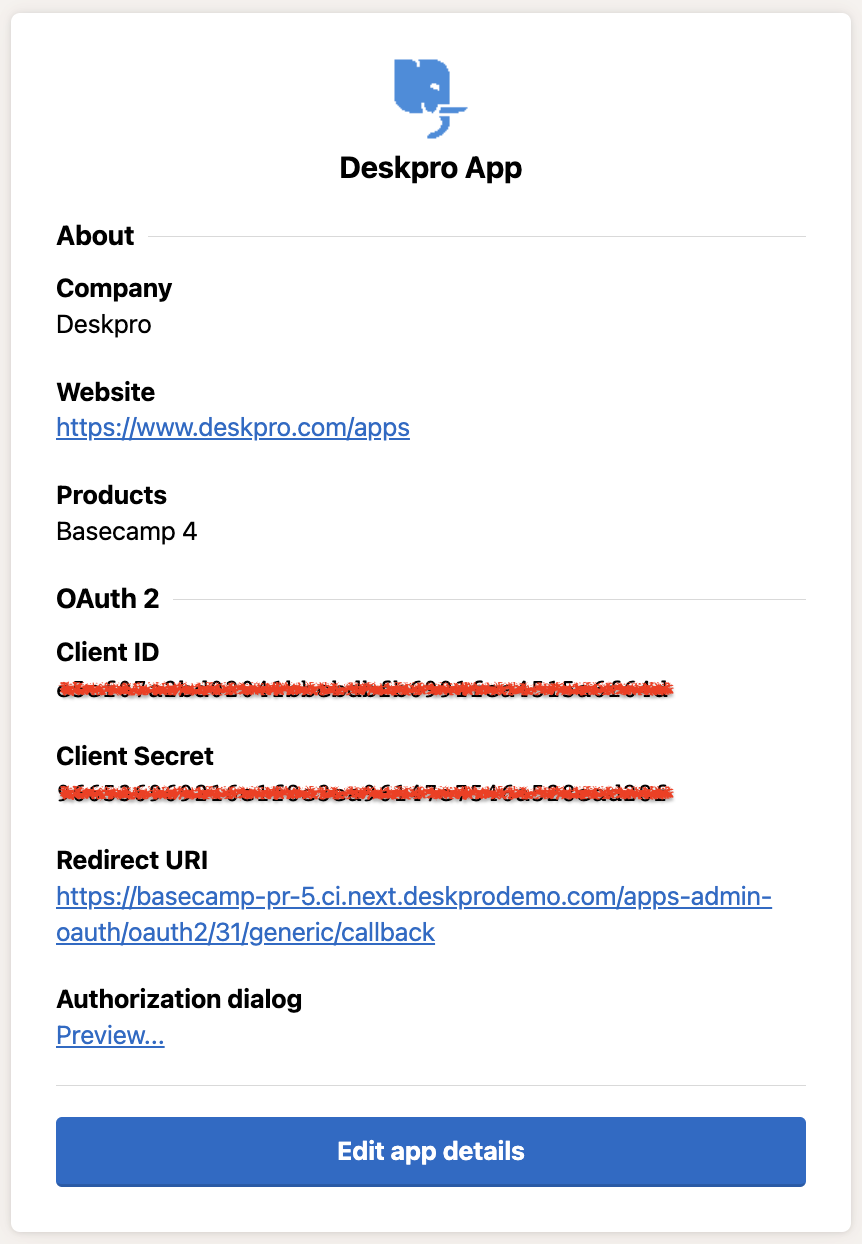 Deskpro App
About
Company
Deskpro
Website
https://www.deskpro.com/apps
Products
Basecamp 4
OAuth 2
Client ID
Client Secret
Redirect URI
https://basecamp-pr-5.ci.next.deskprodemo.com/apps-admin-
oauth/oauth2/31/generic/callback
Authorization dialog
Preview...
Edit app details